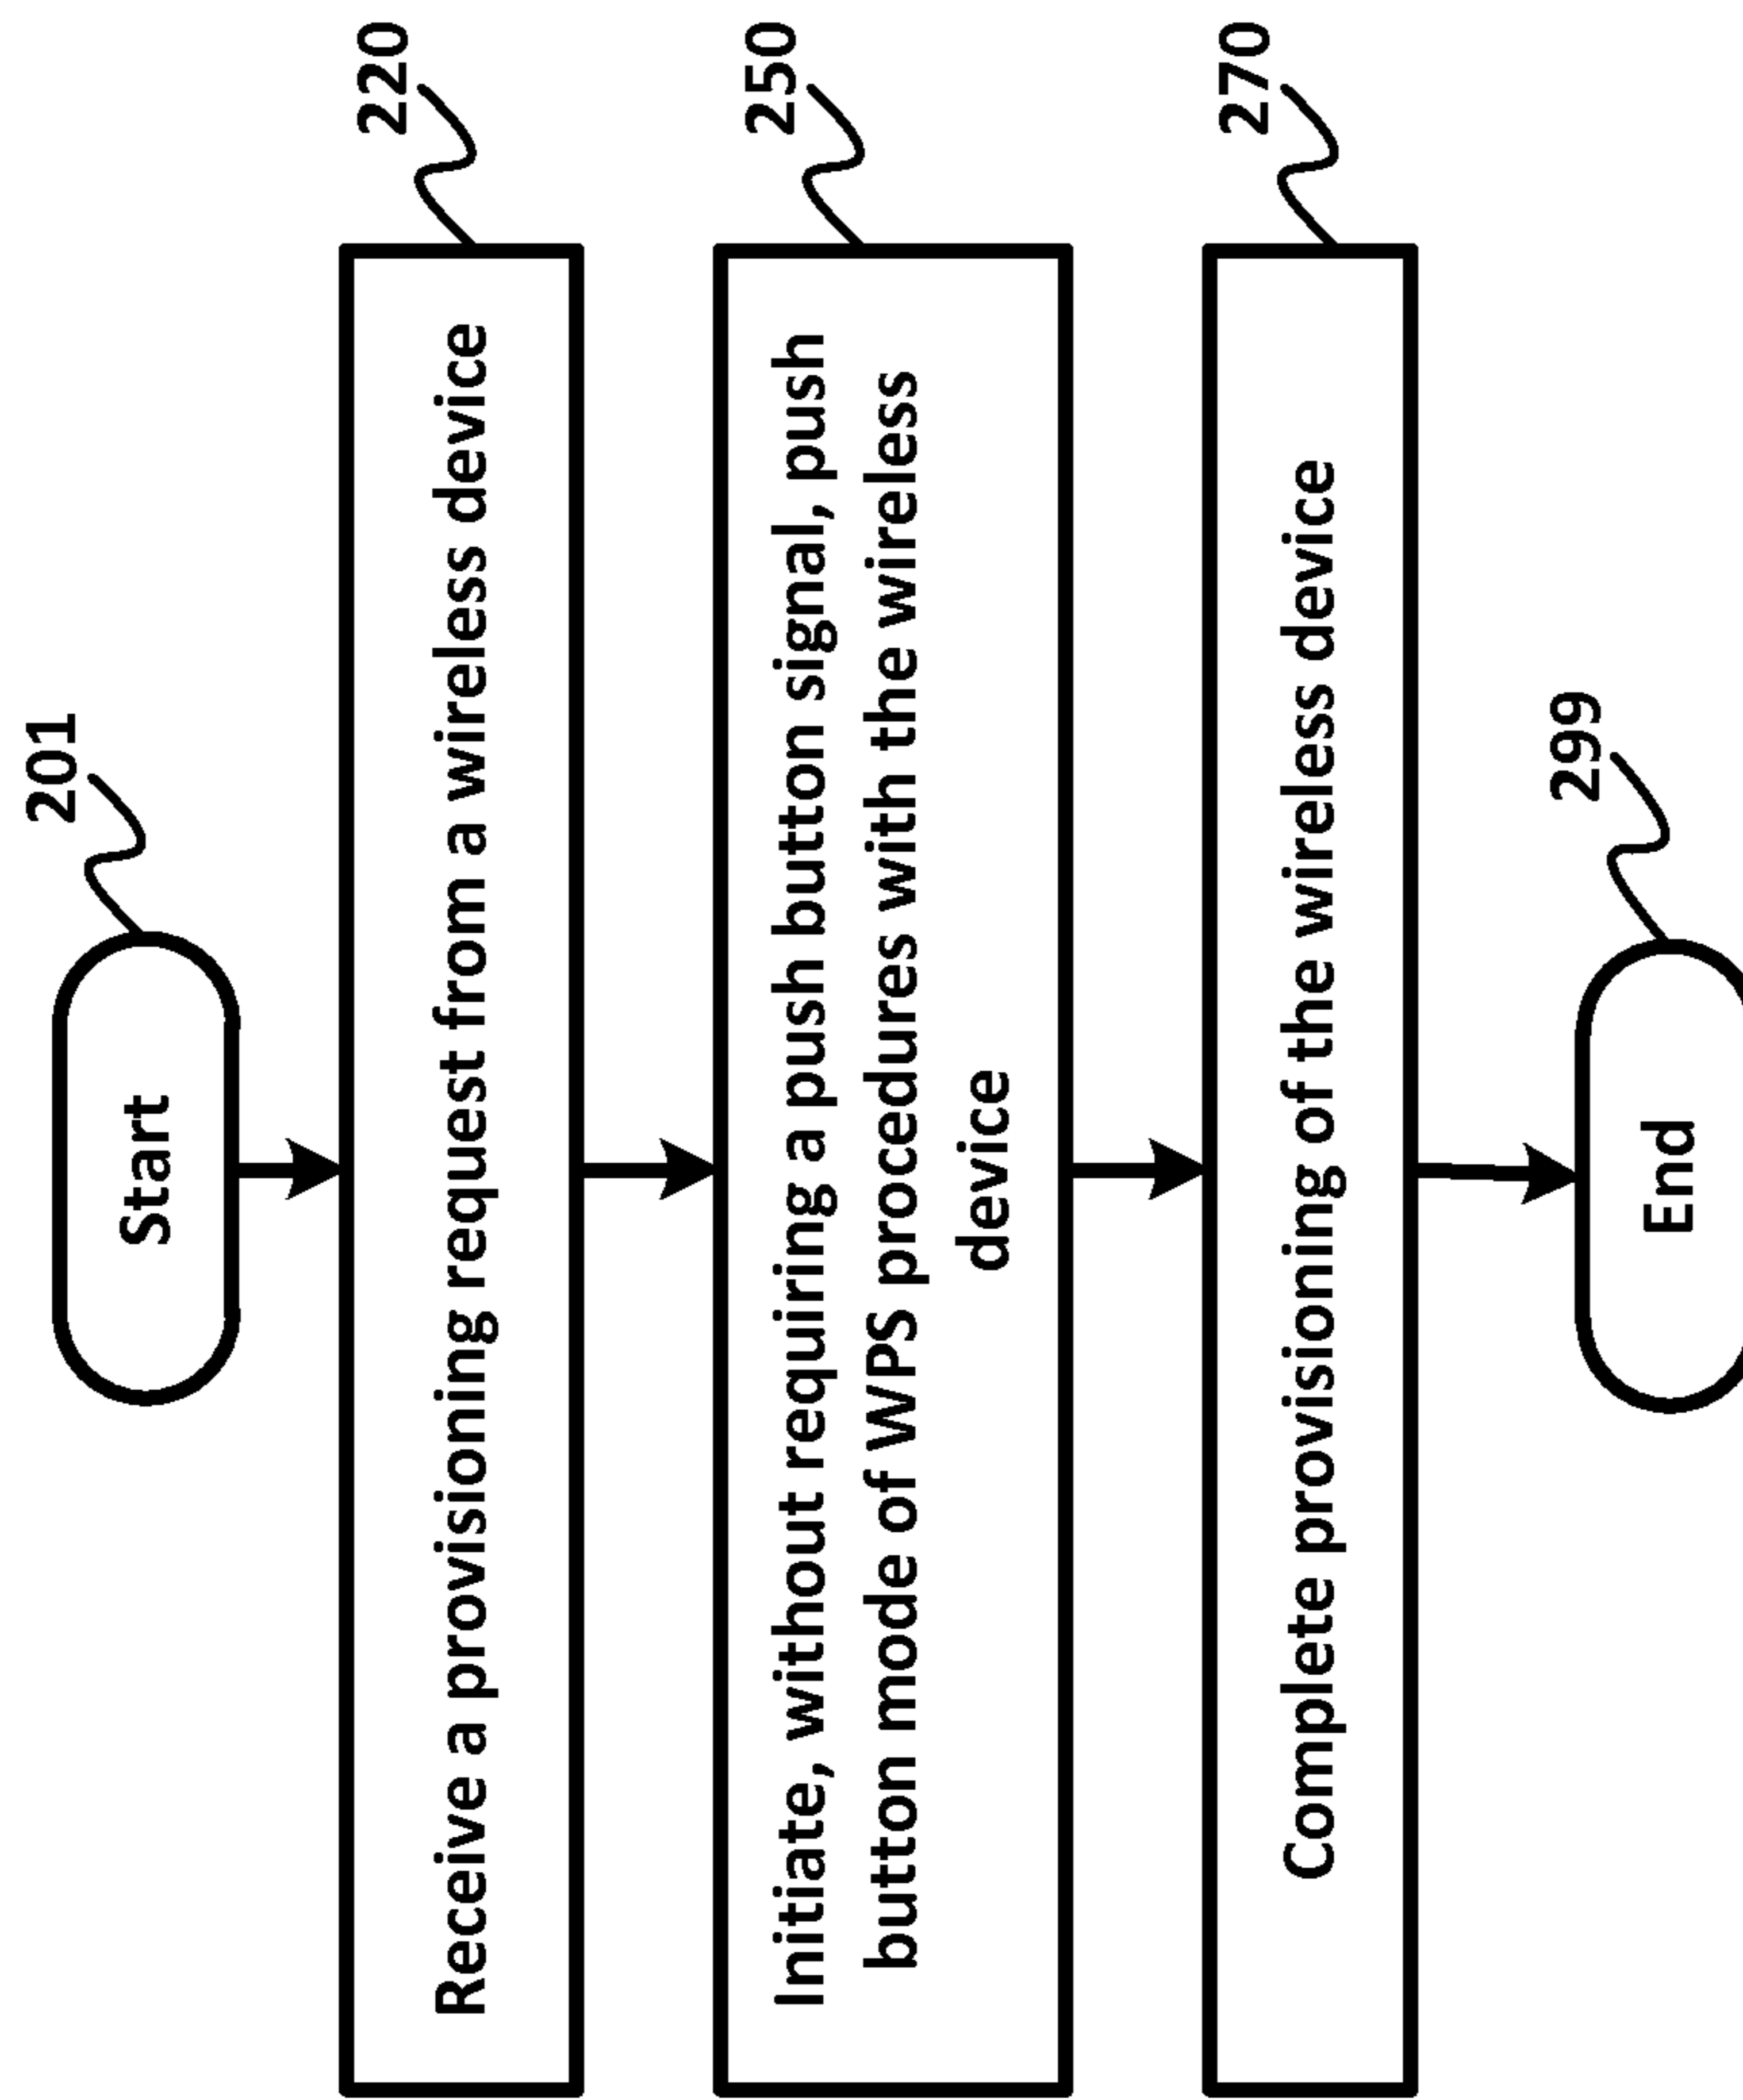 201
Start
220
Receive a provisioning request from a wireless device
250
Initiate, without requiring a push button signal, push
button mode of WPS procedures with the wireless
device
270
Complete provisioning of the wireless device
299
End